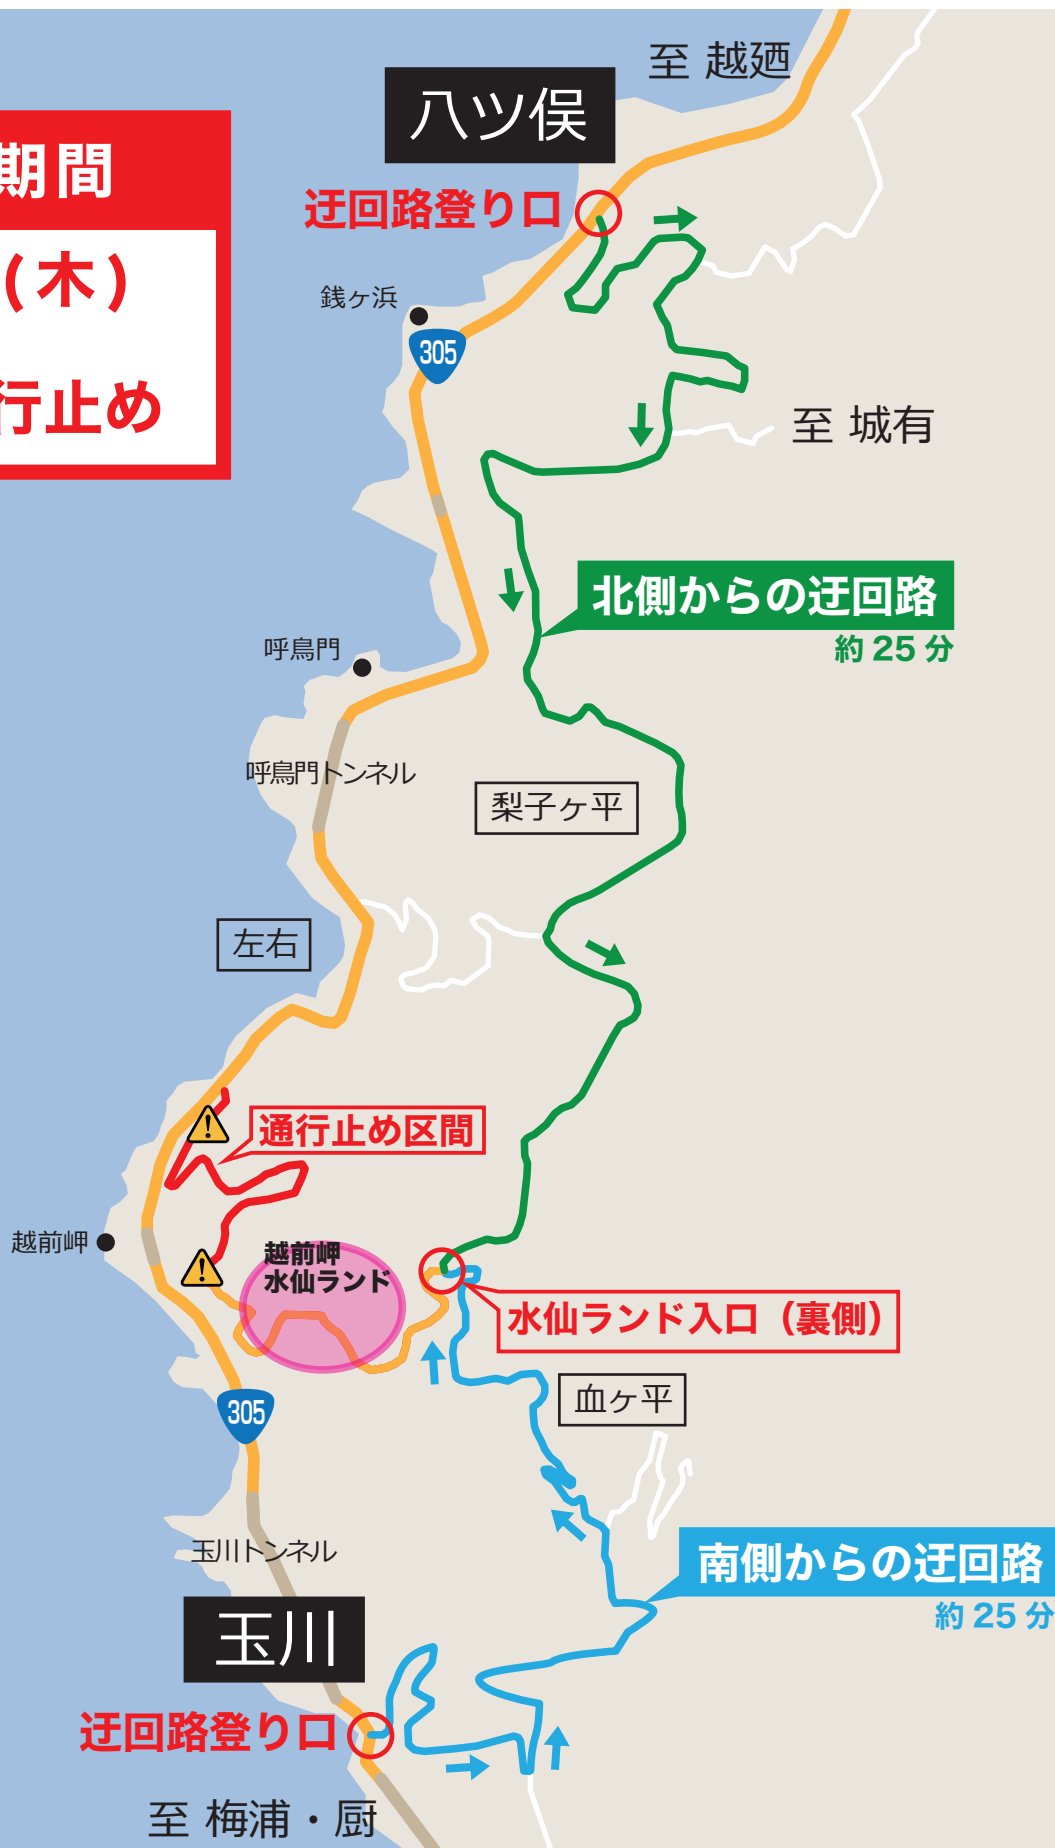 至 越廼
八ツ俣
期間
(木)
行止め
迂回路登り口
銭ヶ浜
305
至 城有
北側からの迂回路
約 25 分
呼鳥門
呼鳥門トンネル
梨子ヶ平
左右
通行止め区間
越前岬
越前岬
水仙ランド
水仙ランド入口（裏側）
血ヶ平
305
玉川トンネル
南側からの迂回路
約 25 分
玉川
迂回路登り口
至 梅浦・厨